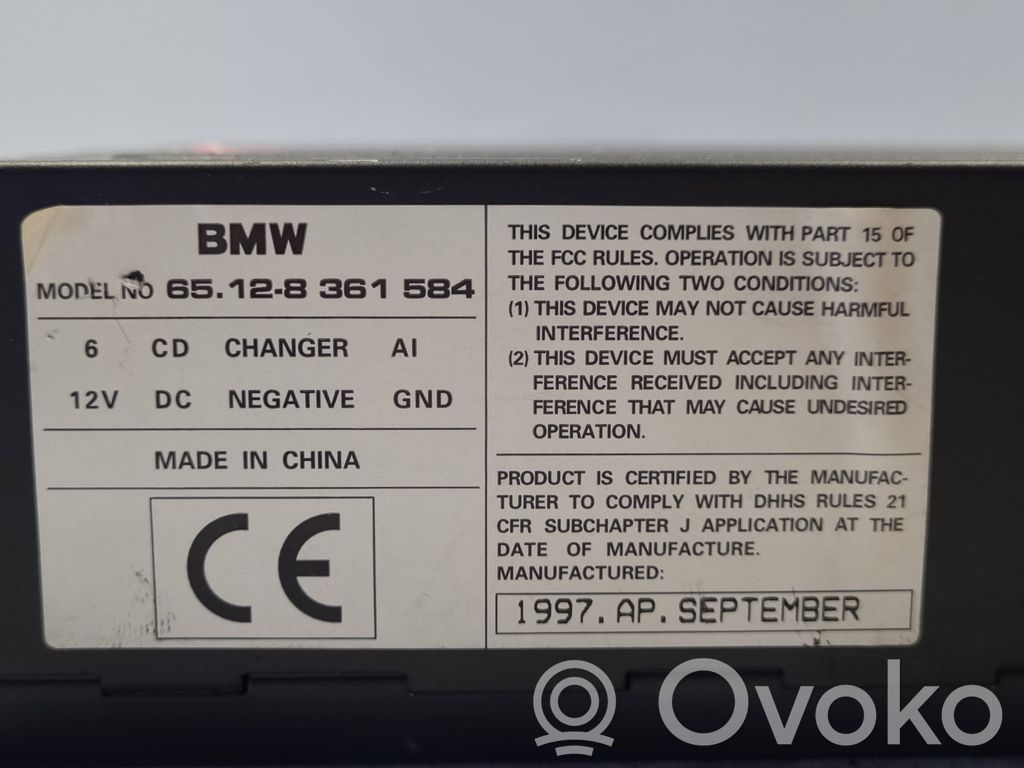 BMW
MODEL NO 65.12-8 361 584
6 CD CHANGER AI
12V DC NEGATIVE GND
MADE IN CHINA
CE
THIS DEVICE COMPLIES WITH PART 15 OF
THE FCC RULES. OPERATION IS SUBJECT TO
THE FOLLOWING TWO CONDITIONS:
(1) THIS DEVICE MAY NOT CAUSE HARMFUL
INTERFERENCE.
(2) THIS DEVICE MUST ACCEPT ANY INTER-
FERENCE RECEIVED INCLUDING INTER-
FERENCE THAT MAY CAUSE UNDESIRED
OPERATION.
PRODUCT IS CERTIFIED BY THE MANUFAC-
TURER TO COMPLY WITH DHHS RULES 21
CFR SUBCHAPTER J APPLICATION AT THE
DATE OF MANUFACTURE.
MANUFACTURED:
1997. AP. SEPTEMBER
Ovoko